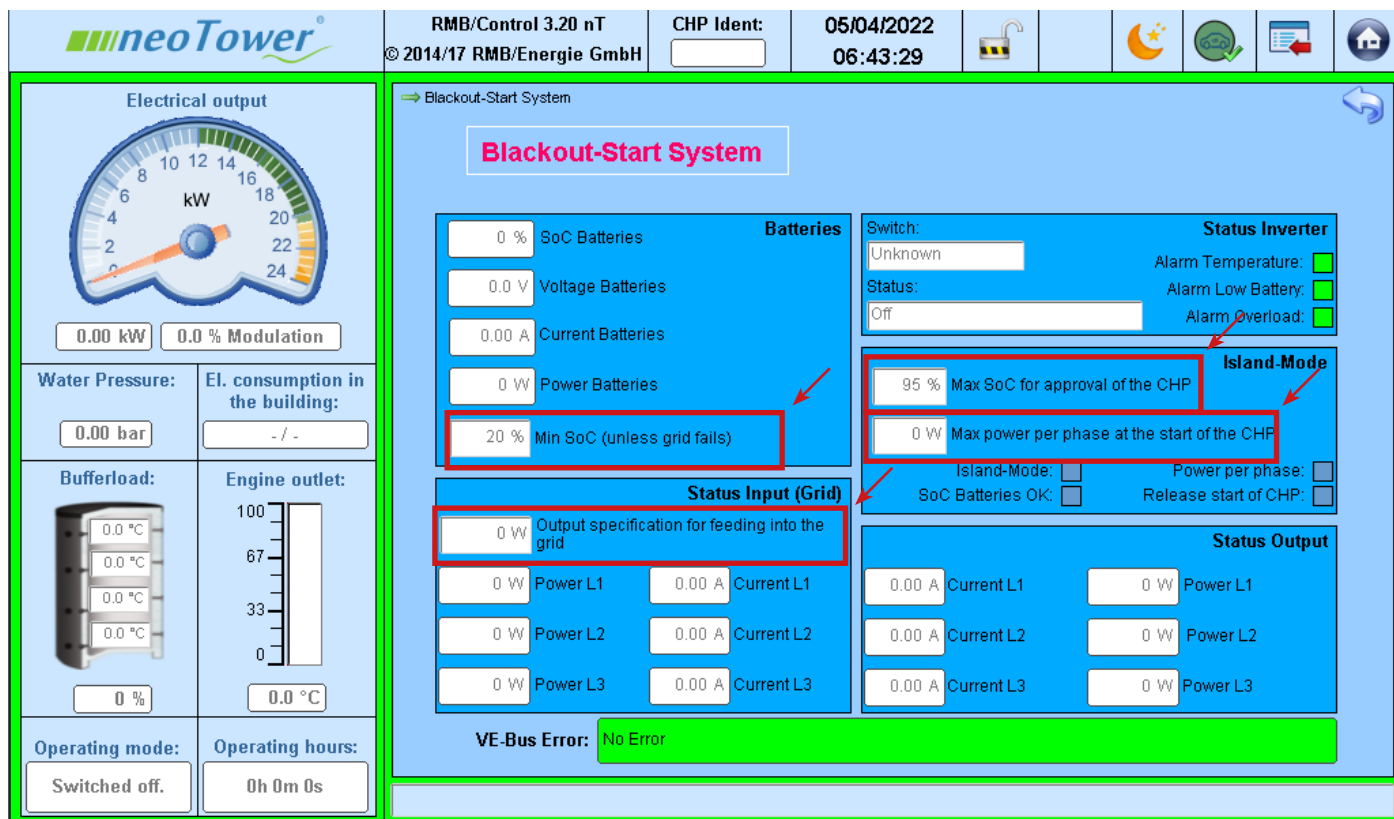 neoTower®
RMB/Control 3.20 nT
© 2014/17 RMB/Energie GmbH
CHP Ident:
05/04/2022
06:43:29
Electrical output
0
2
4
6
8
10
12
14
16
18
20
22
24
kW
0.00 kW
0.0 % Modulation
Water Pressure:
0.00 bar
El. consumption in
the building:
- / -
Bufferload:
0.0 °C
0.0 °C
0.0 °C
0.0 °C
0 %
Engine outlet:
100
67
33
0
0.0 °C
Operating mode:
Switched off.
Operating hours:
0h 0m 0s
Blackout-Start System
Blackout-Start System
Batteries
0 % SoC Batteries
0.0 V Voltage Batteries
0.00 A Current Batteries
0 W Power Batteries
20 % Min SoC (unless grid fails)
Status Inverter
Switch:
Unknown
Status:
Off
Alarm Temperature:
Alarm Low Battery:
Alarm Overload:
Island-Mode
95 % Max SoC for approval of the CHP
0 W Max power per phase at the start of the CHP
Island-Mode: Power per phase:
SoC Batteries OK: Release start of CHP:
Status Input (Grid)
0 W Output specification for feeding into the
grid
0 W Power L1 0.00 A Current L1
0 W Power L2 0.00 A Current L2
0 W Power L3 0.00 A Current L3
Status Output
0.00 A Current L1 0 W Power L1
0.00 A Current L2 0 W Power L2
0.00 A Current L3 0 W Power L3
VE-Bus Error: No Error